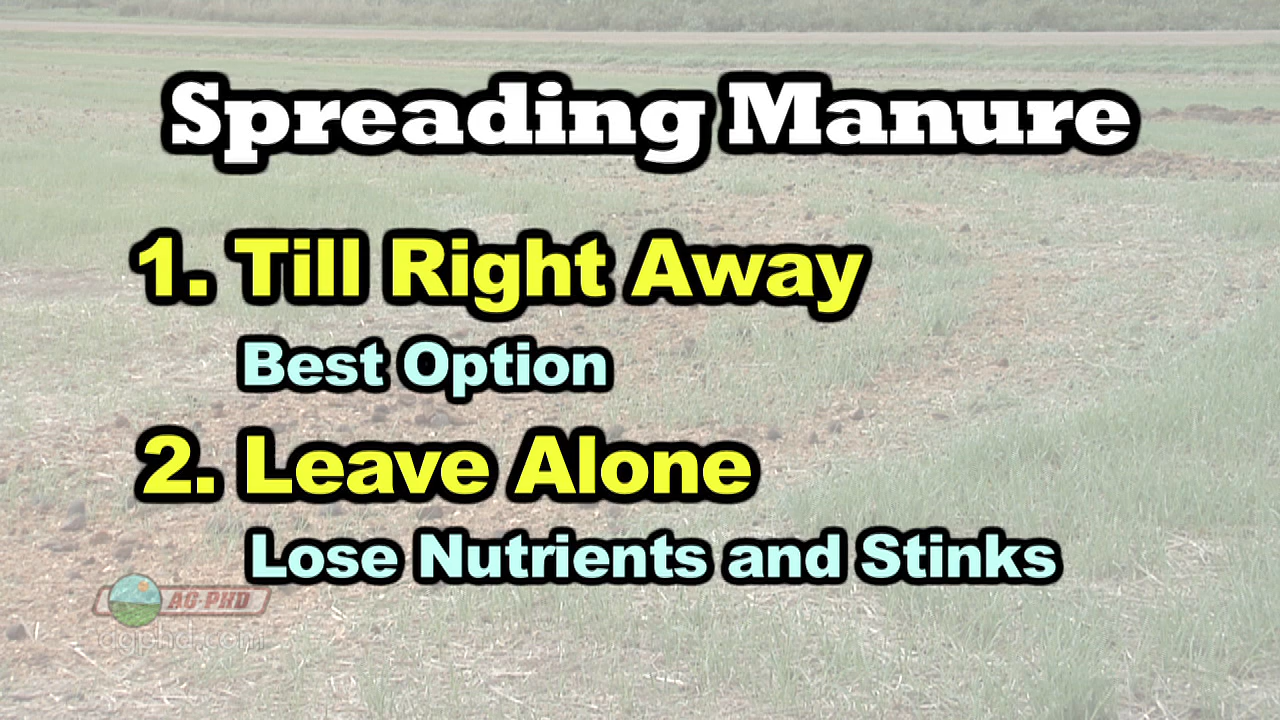 Spreading Manure
1. Till Right Away
Best Option
2. Leave Alone
Lose Nutrients and Stinks
AG PHD
agphd.com